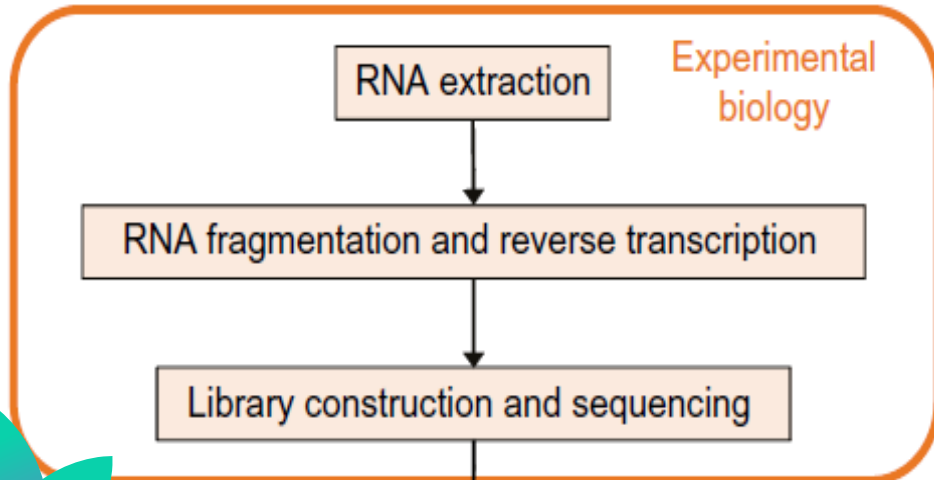 RNA extraction
Experimental
biology
RNA fragmentation and reverse transcription
Library construction and sequencing